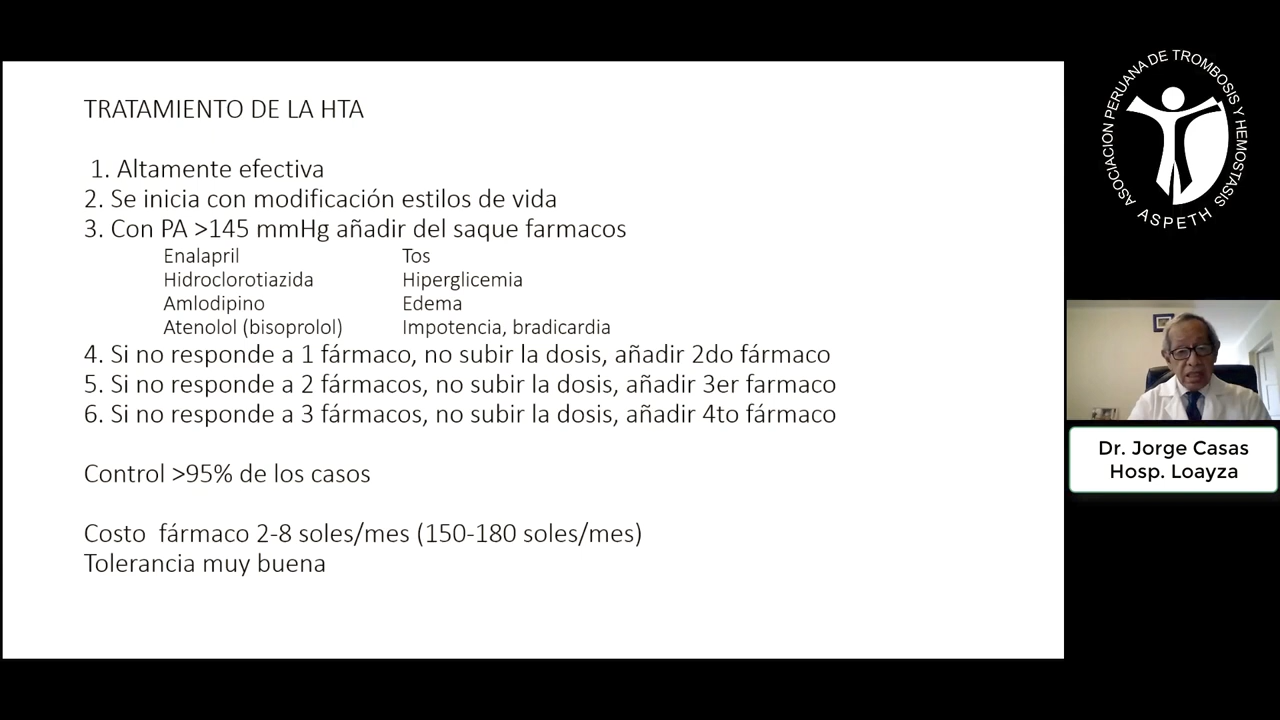 TRATAMIENTO DE LA HTA
1. Altamente efectiva
2. Se inicia con modificación estilos de vida
3. Con PA >145 mmHg añadir del saque farmacos
Enalapril Tos
Hidroclorotiazida Hiperglicemia
Amlodipino Edema
Atenolol (bisoprolol) Impotencia, bradicardia
4. Si no responde a 1 fármaco, no subir la dosis, añadir 2do fármaco
5. Si no responde a 2 fármacos, no subir la dosis, añadir 3er farmaco
6. Si no responde a 3 fármacos, no subir la dosis, añadir 4to fármaco
Control >95% de los casos
Costo fármaco 2-8 soles/mes (150-180 soles/mes)
Tolerancia muy buena
ASOCIACION PERUANA DE TROMBOSIS Y HEMOSTASIS
ASPETH
Dr. Jorge Casas
Hosp. Loayza